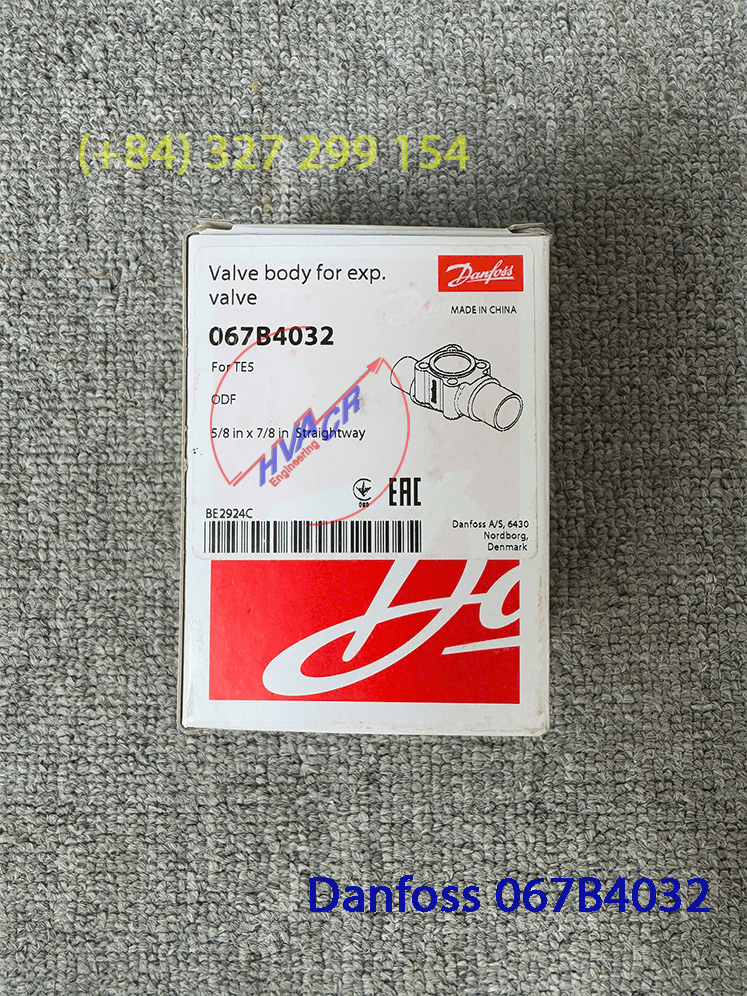 (+84) 327 299 154
Valve body for exp.
valve
Danfoss
MADE IN CHINA
067B4032
For TE5
ODF
5/8 in x 7/8 in Straightway
HVACR
Engineering
BE2924C
EAC
Danfoss A/S, 6430
Nordborg,
Denmark
Danfoss 067B4032